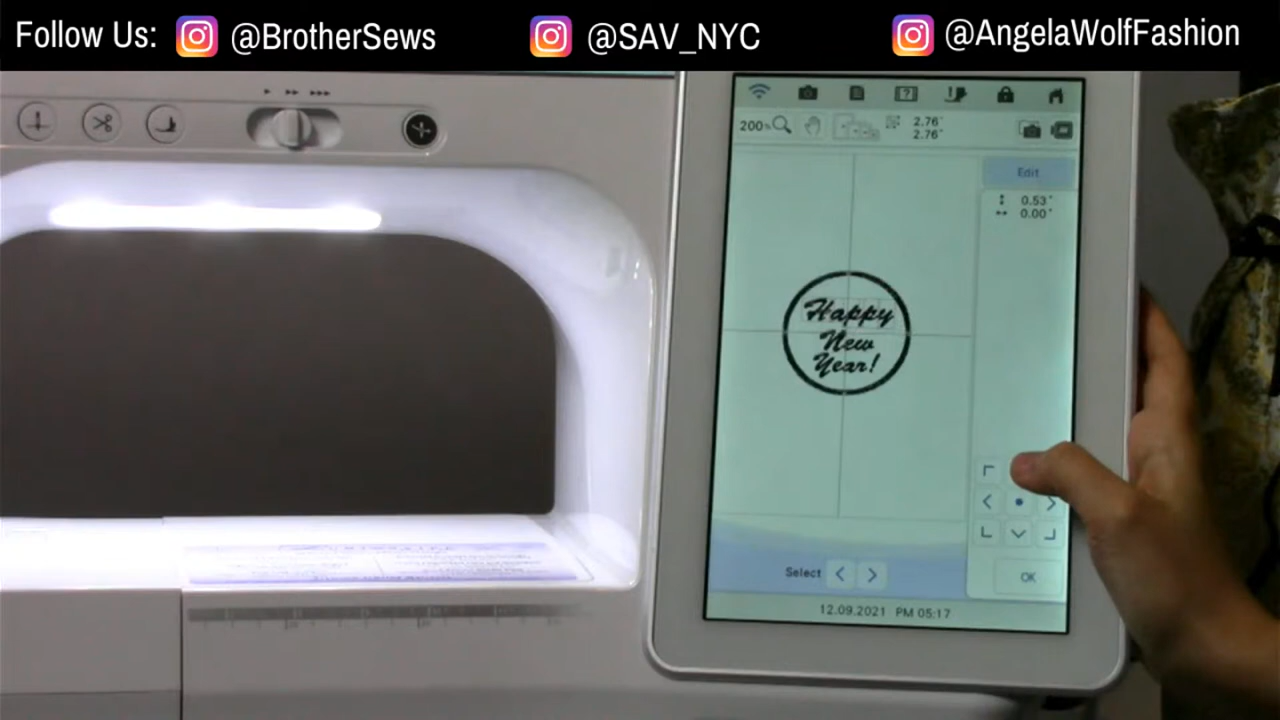 Follow Us: @BrotherSews @SAV_NYC @AngelaWolfFashion
200%
2.76"
2.76"
Edit
0.53"
0.00"
Happy
New
Year!
Select
OK
12.09.2021 PM 05:17